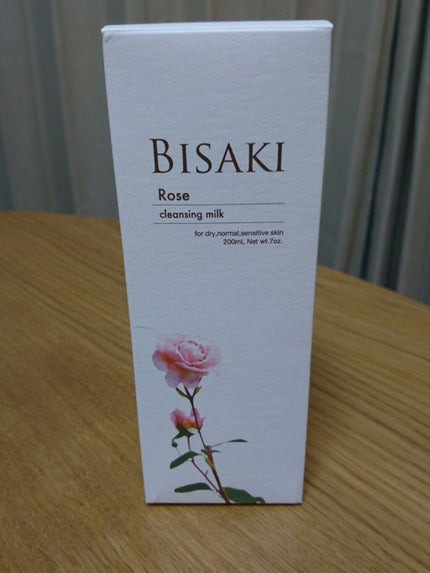 BISAKI
Rose
cleansing milk
for dry,normal,sensitive skin
200mL Net wt.7oz.